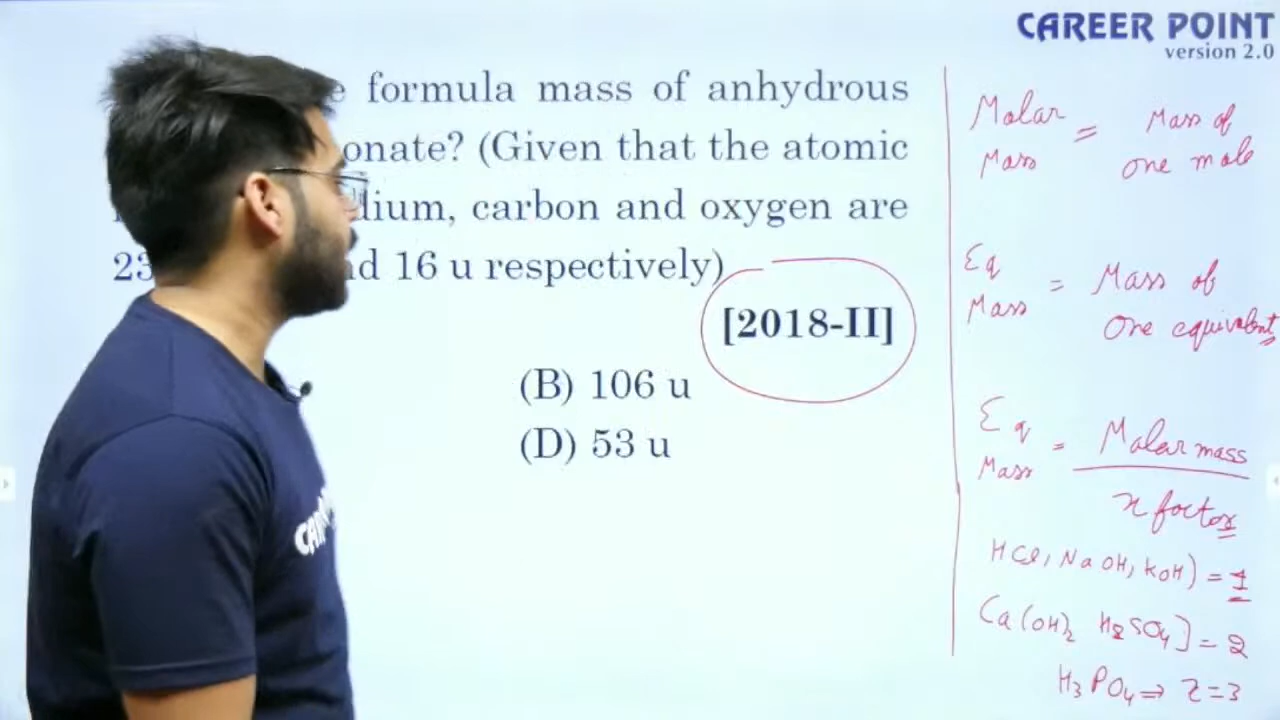 CAREER POINT
version 2.0
formula mass of anhydrous
onate? (Given that the atomic
dium, carbon and oxygen are
23 nd 16 u respectively)
[2018-II]
(B) 106 u
(D) 53 u
CAR
Molar Mass = Mass of one mole
Eq Mass = Mass of One equivalent
Eq Mass = Molar mass / n factor
HCl, NaOH, KOH) = 1
Ca(OH)2 H2SO4] = 2
H3PO4 ⇒ z = 3